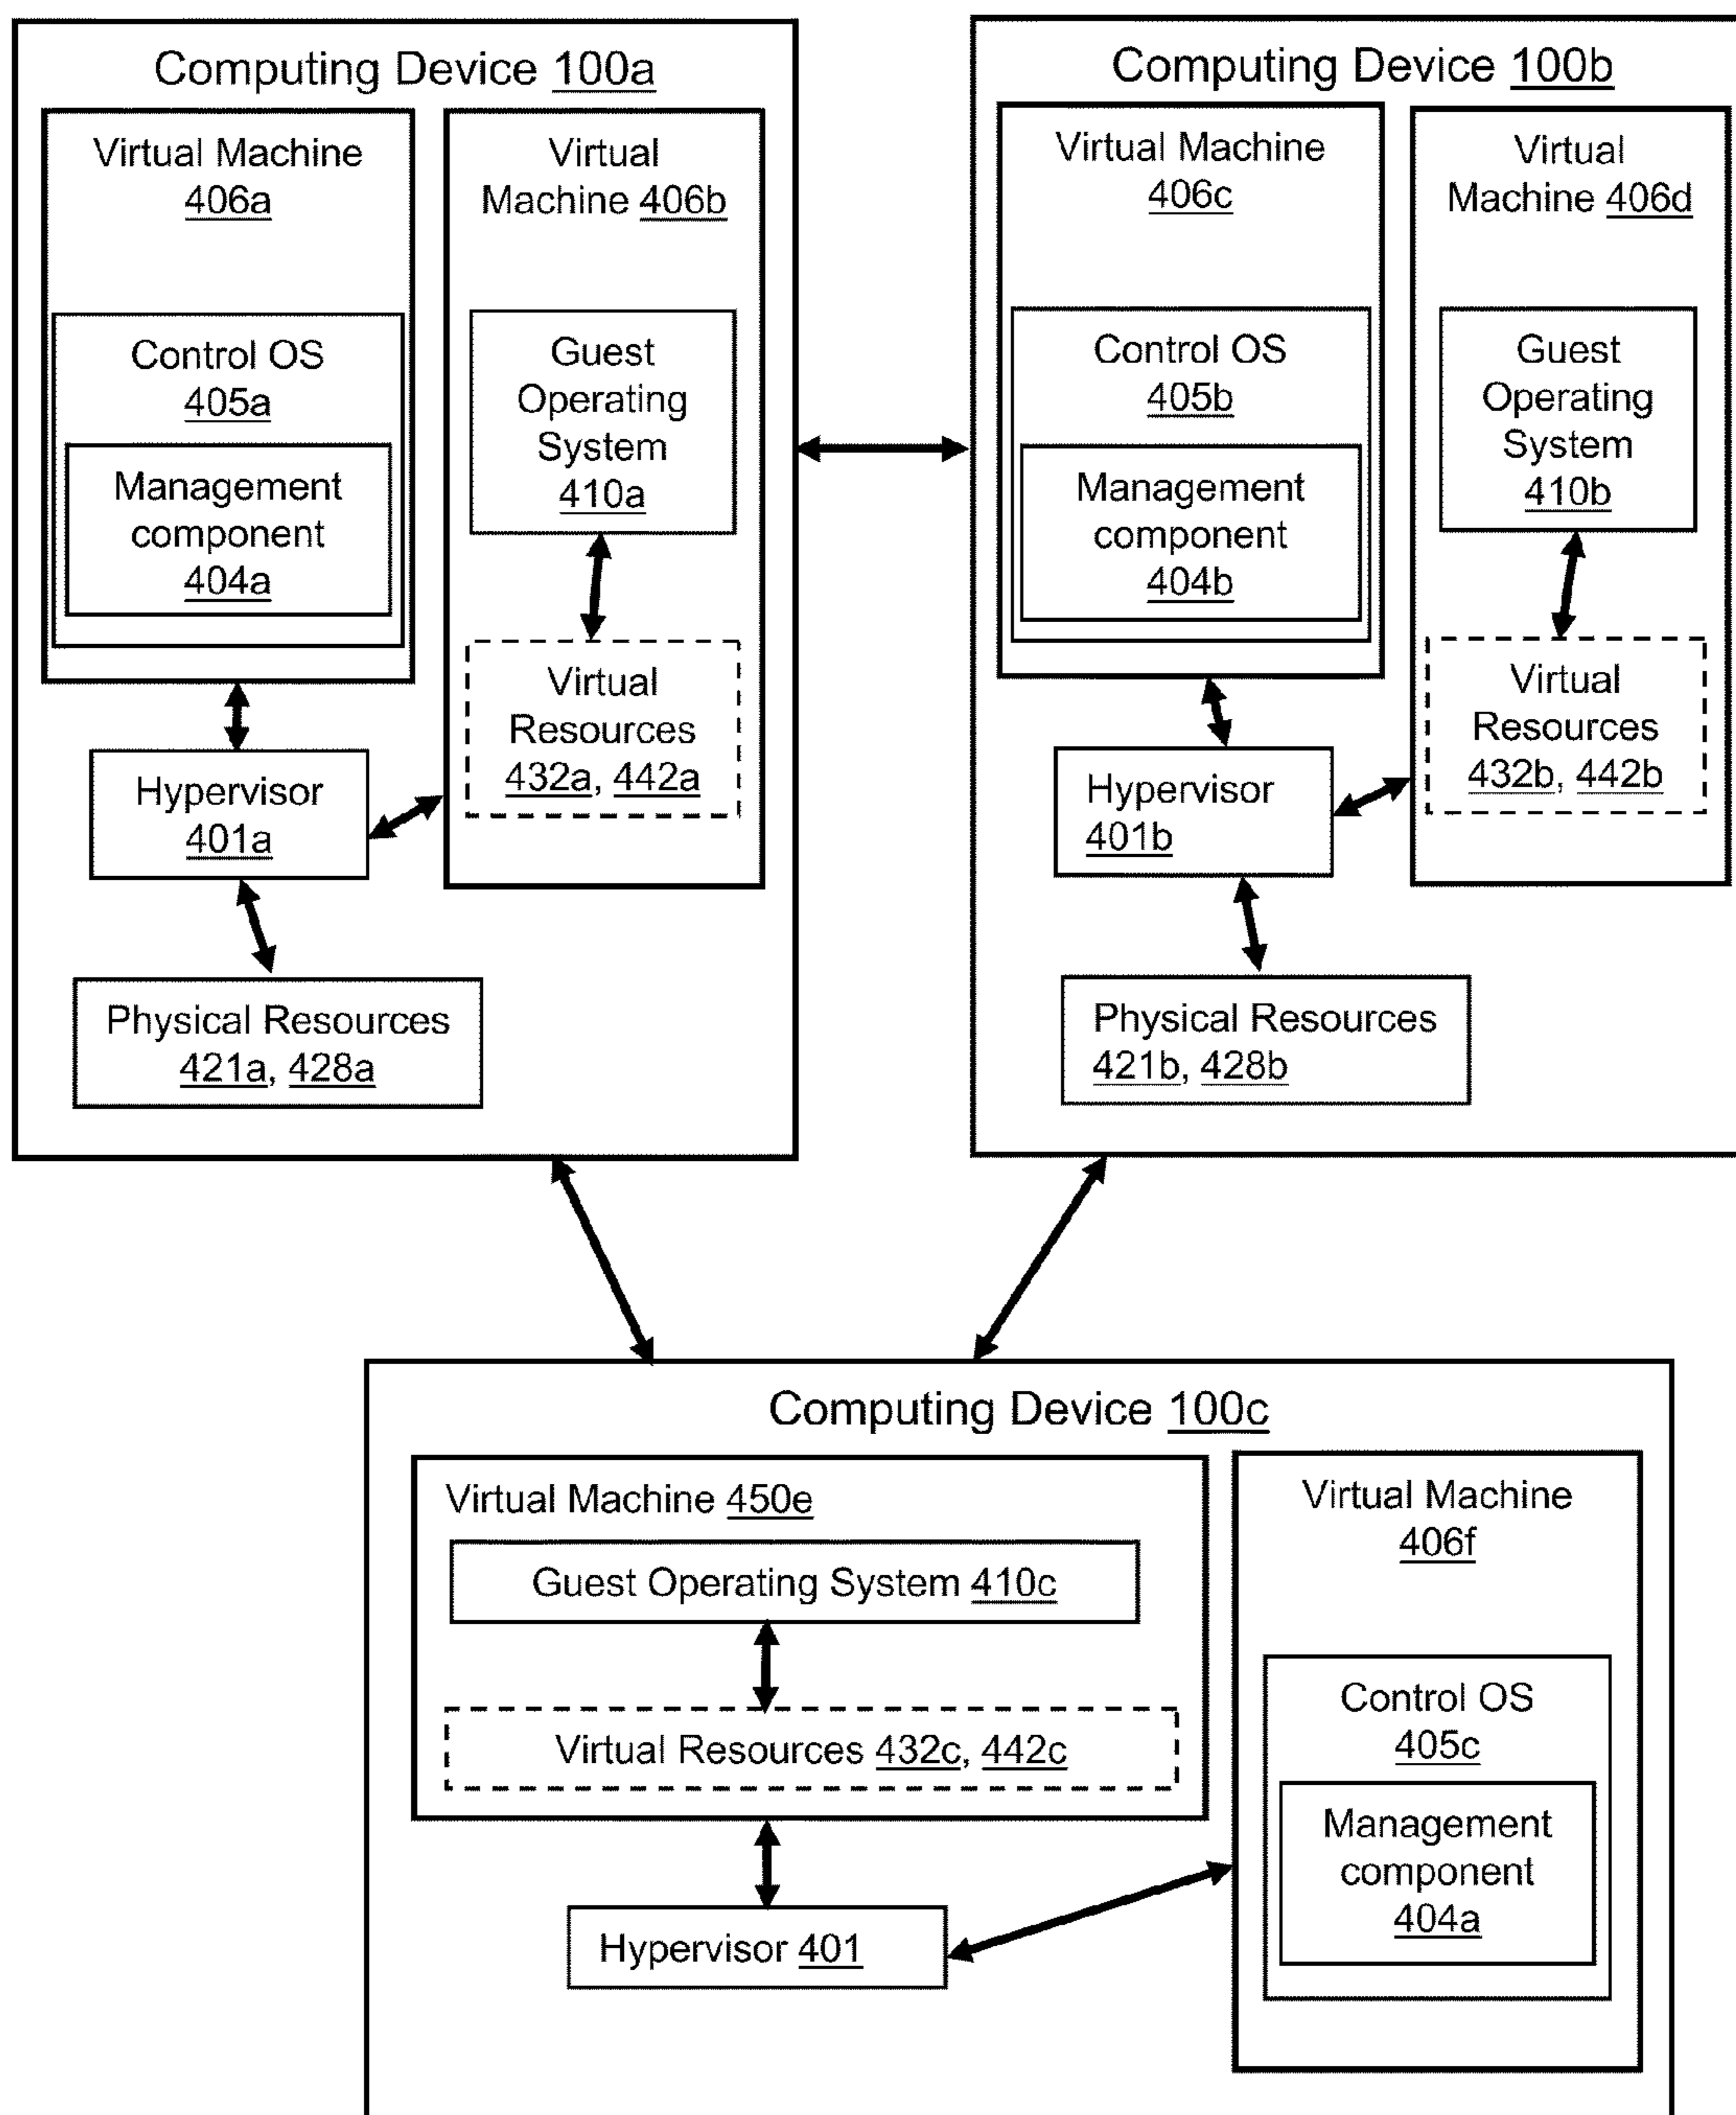 Computing Device 100a
Virtual Machine
406a
Control OS
405a
Management
component
404a
Virtual
Machine 406b
Guest
Operating
System
410a
Virtual
Resources
432a, 442a
Hypervisor
401a
Physical Resources
421a, 428a
Computing Device 100b
Virtual Machine
406c
Control OS
405b
Management
component
404b
Virtual
Machine 406d
Guest
Operating
System
410b
Virtual
Resources
432b, 442b
Hypervisor
401b
Physical Resources
421b, 428b
Computing Device 100c
Virtual Machine 450e
Guest Operating System 410c
Virtual Resources 432c, 442c
Hypervisor 401
Virtual Machine
406f
Control OS
405c
Management
component
404a